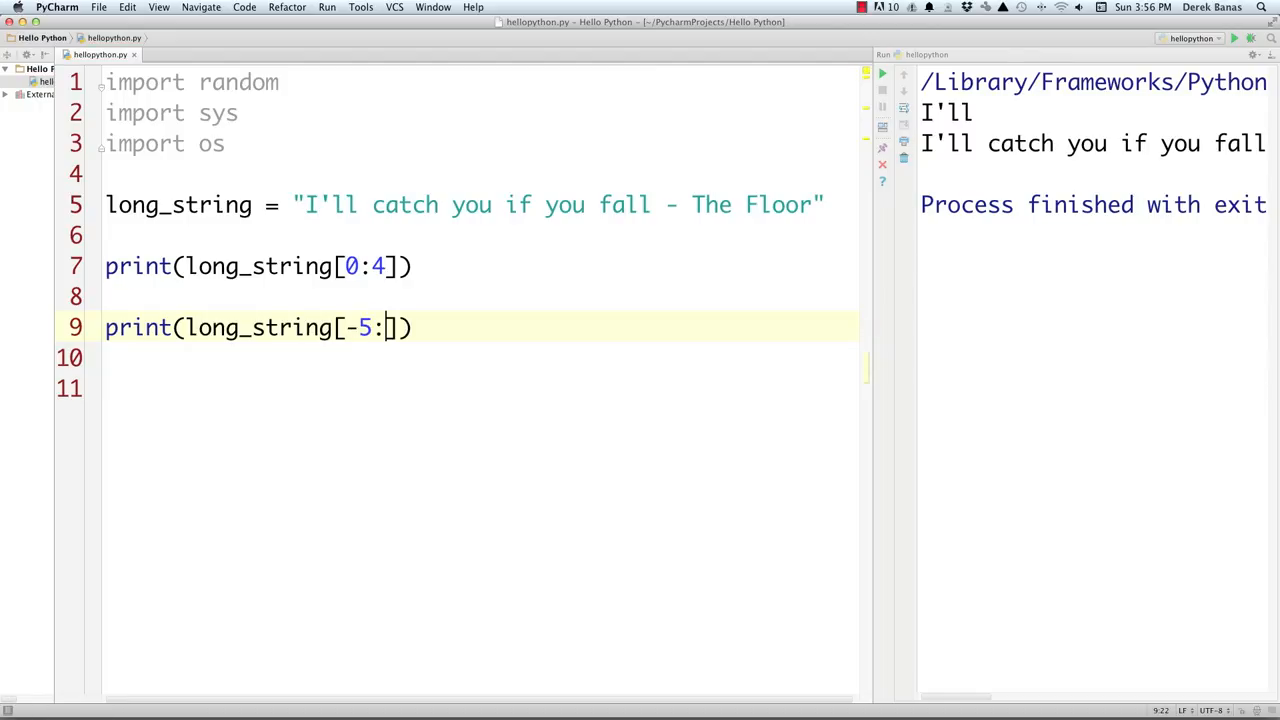 PyCharm File Edit View Navigate Code Refactor Run Tools VCS Window Help 10 Sun 3:56 PM Derek Banas
hellopython.py – Hello Python – [~/PycharmProjects/Hello Python]
Hello Python hellopython.py hellopython
hellopython.py × Run hellopython
Hello P
hello
Externa
1 import random
2 import sys
3 import os
4
5 long_string = "I'll catch you if you fall - The Floor"
6
7 print(long_string[0:4])
8
9 print(long_string[-5:])
10
11
/Library/Frameworks/Python
I'll
I'll catch you if you fall
Process finished with exit
9:22 LF UTF-8